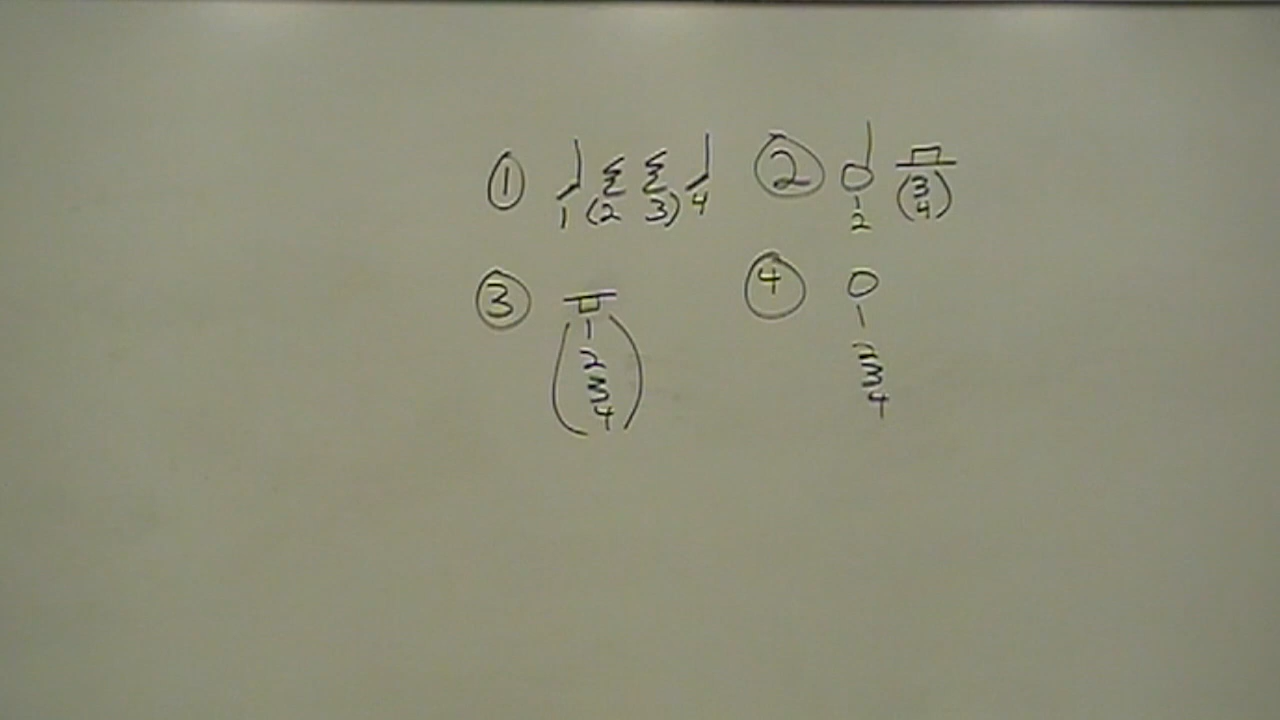 ① 1 (2 3) 4
② 1 2 (3 4)
③ (1 2 3 4)
④ 1 2 3 4